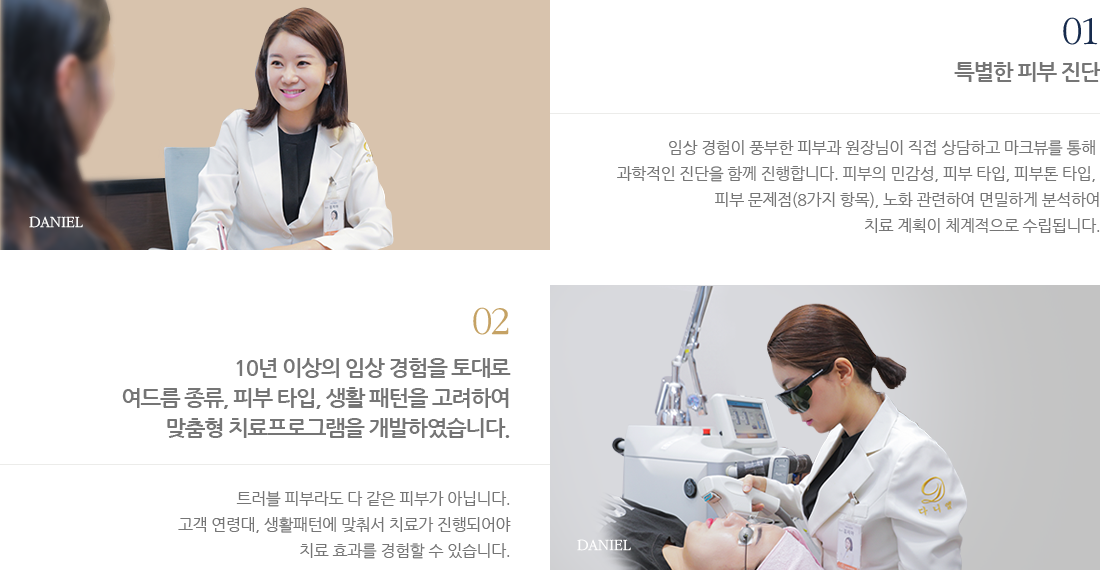 DANIEL
01
특별한 피부 진단
임상 경험이 풍부한 피부과 원장님이 직접 상담하고 마크뷰를 통해
과학적인 진단을 함께 진행합니다. 피부의 민감성, 피부 타입, 피부톤 타입,
피부 문제점(8가지 항목), 노화 관련하여 면밀하게 분석하여
치료 계획이 체계적으로 수립됩니다.
02
10년 이상의 임상 경험을 토대로
여드름 종류, 피부 타입, 생활 패턴을 고려하여
맞춤형 치료프로그램을 개발하였습니다.
트러블 피부라도 다 같은 피부가 아닙니다.
고객 연령대, 생활패턴에 맞춰서 치료가 진행되어야
치료 효과를 경험할 수 있습니다.
DANIEL
다니엘